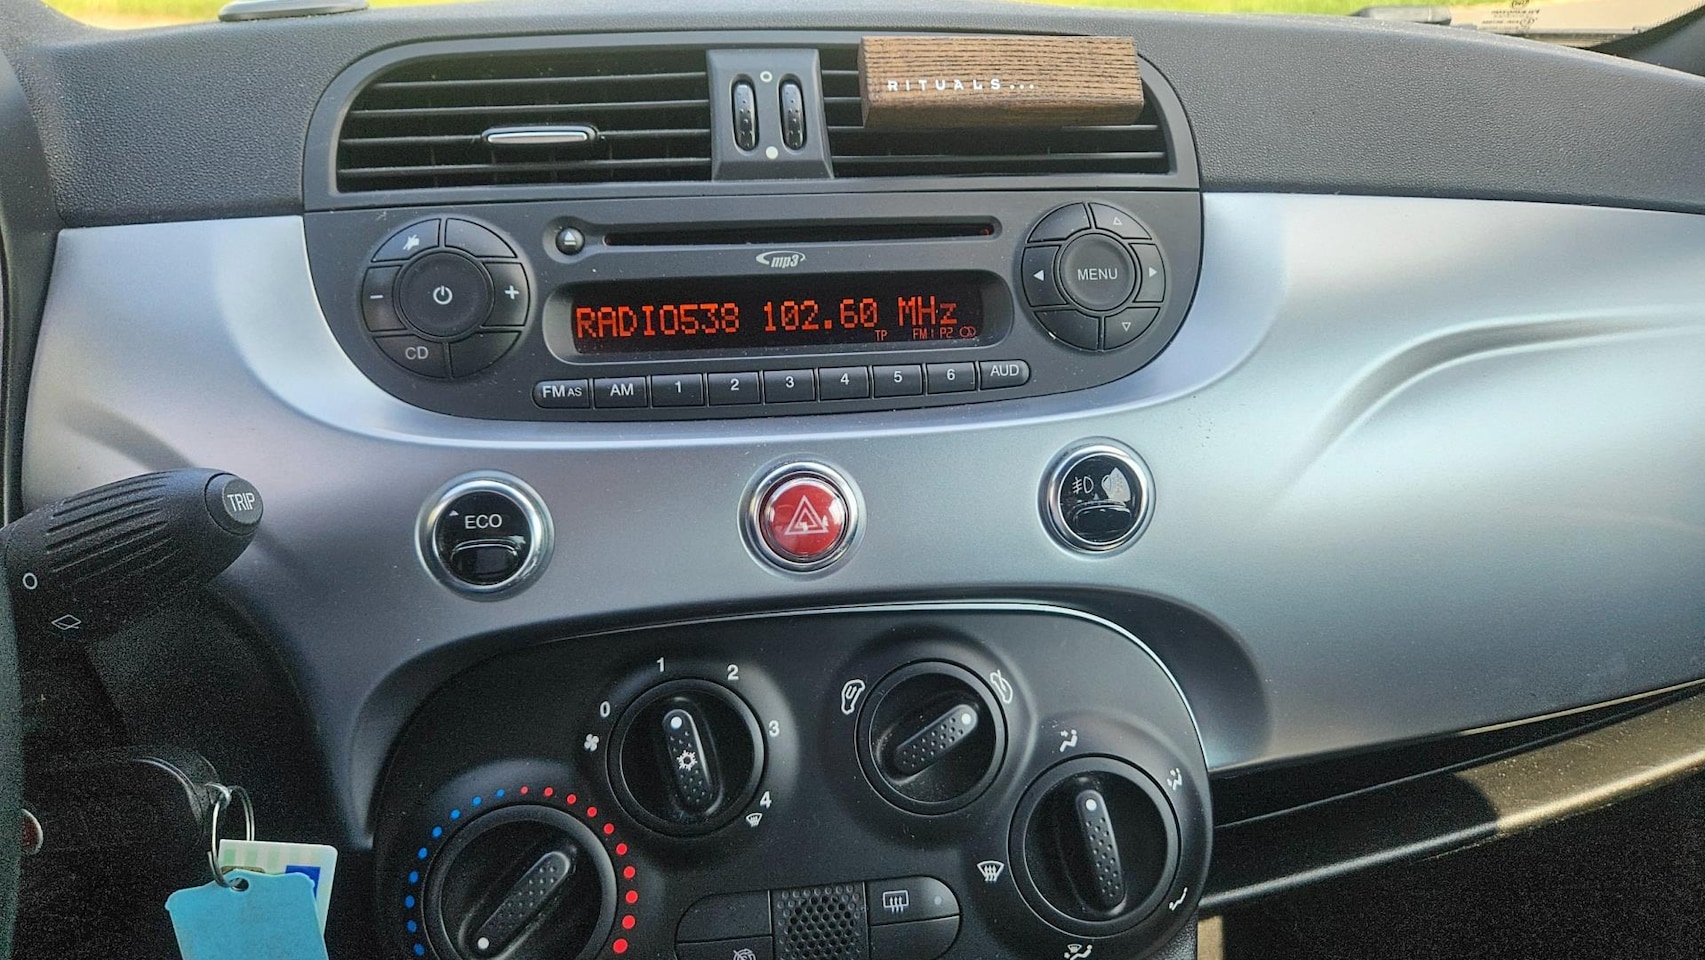 RITUALS...
mp3
MENU
RADIO538 102.60 MHz
TP FM1 P2
CD
FM AS AM 1 2 3 4 5 6 AUD
TRIP
ECO
0 1 2 3 4